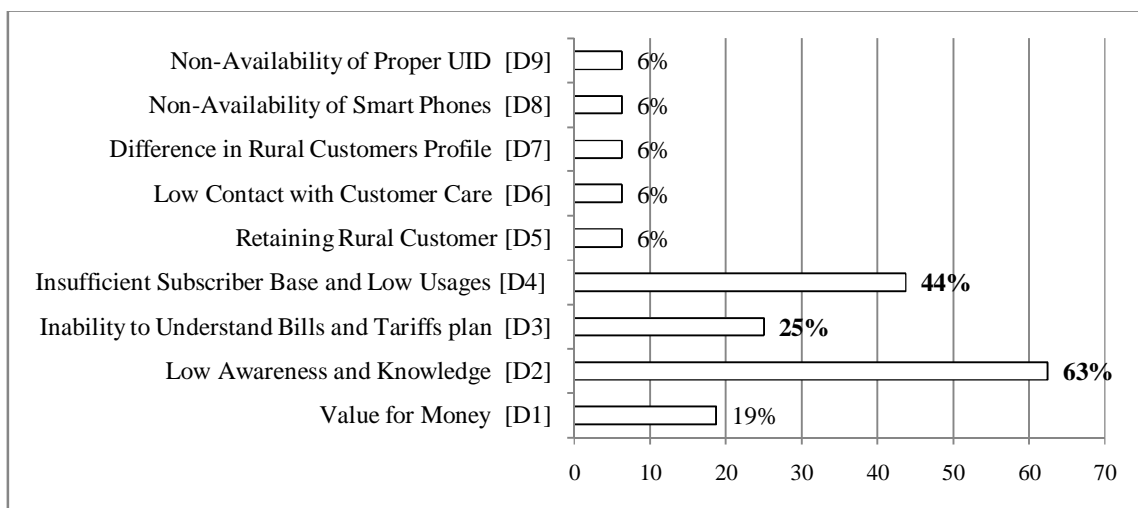 Non-Availability of Proper UID [D9] 6%
Non-Availability of Smart Phones [D8] 6%
Difference in Rural Customers Profile [D7] 6%
Low Contact with Customer Care [D6] 6%
Retaining Rural Customer [D5] 6%
Insufficient Subscriber Base and Low Usages [D4] 44%
Inability to Understand Bills and Tariffs plan [D3] 25%
Low Awareness and Knowledge [D2] 63%
Value for Money [D1] 19%
0 10 20 30 40 50 60 70